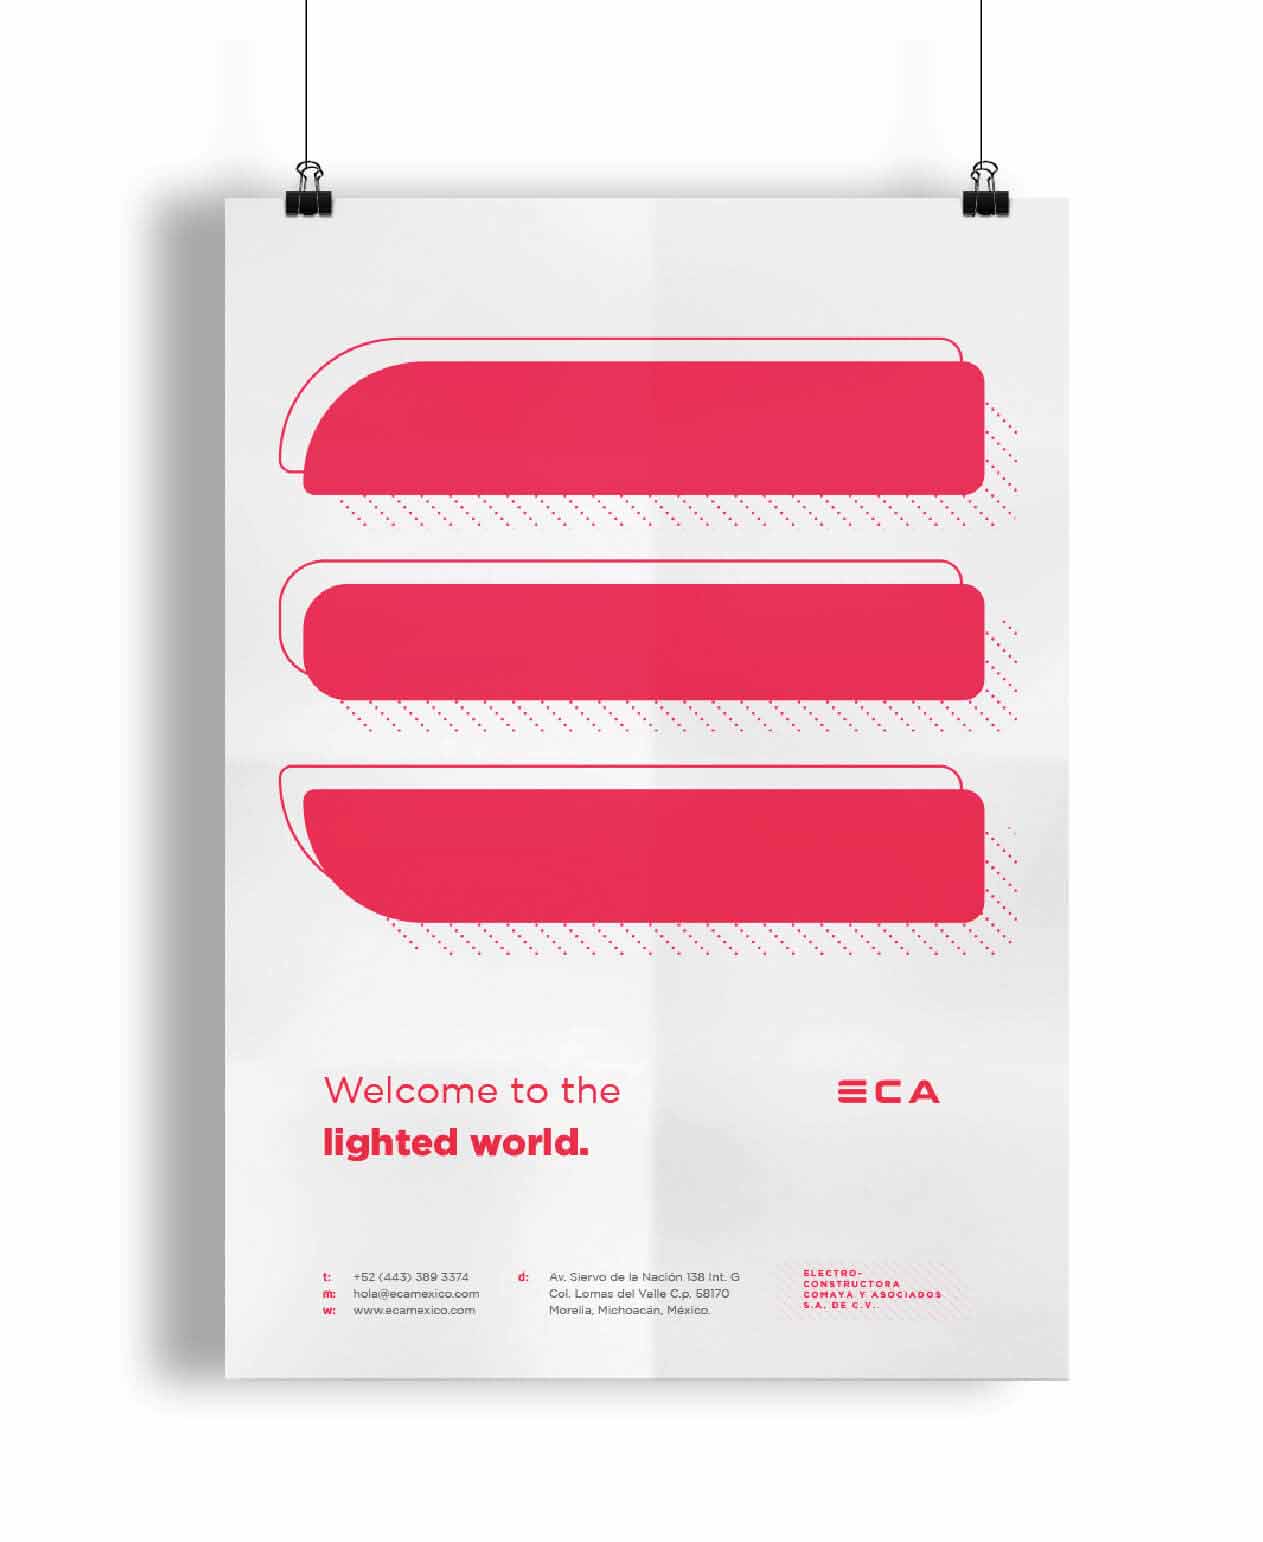 Welcome to the
lighted world.
ECA
t: +52 (443) 389 3374
m: hola@ecamexico.com
w: www.ecamexico.com
d: Av. Siervo de la Nación 138 Int. G
Col. Lomas del Valle C.p. 58170
Morelia, Michoacán, México.
ELECTRO-
CONSTRUCTORA
COMAYA Y ASOCIADOS
S.A. DE C.V..